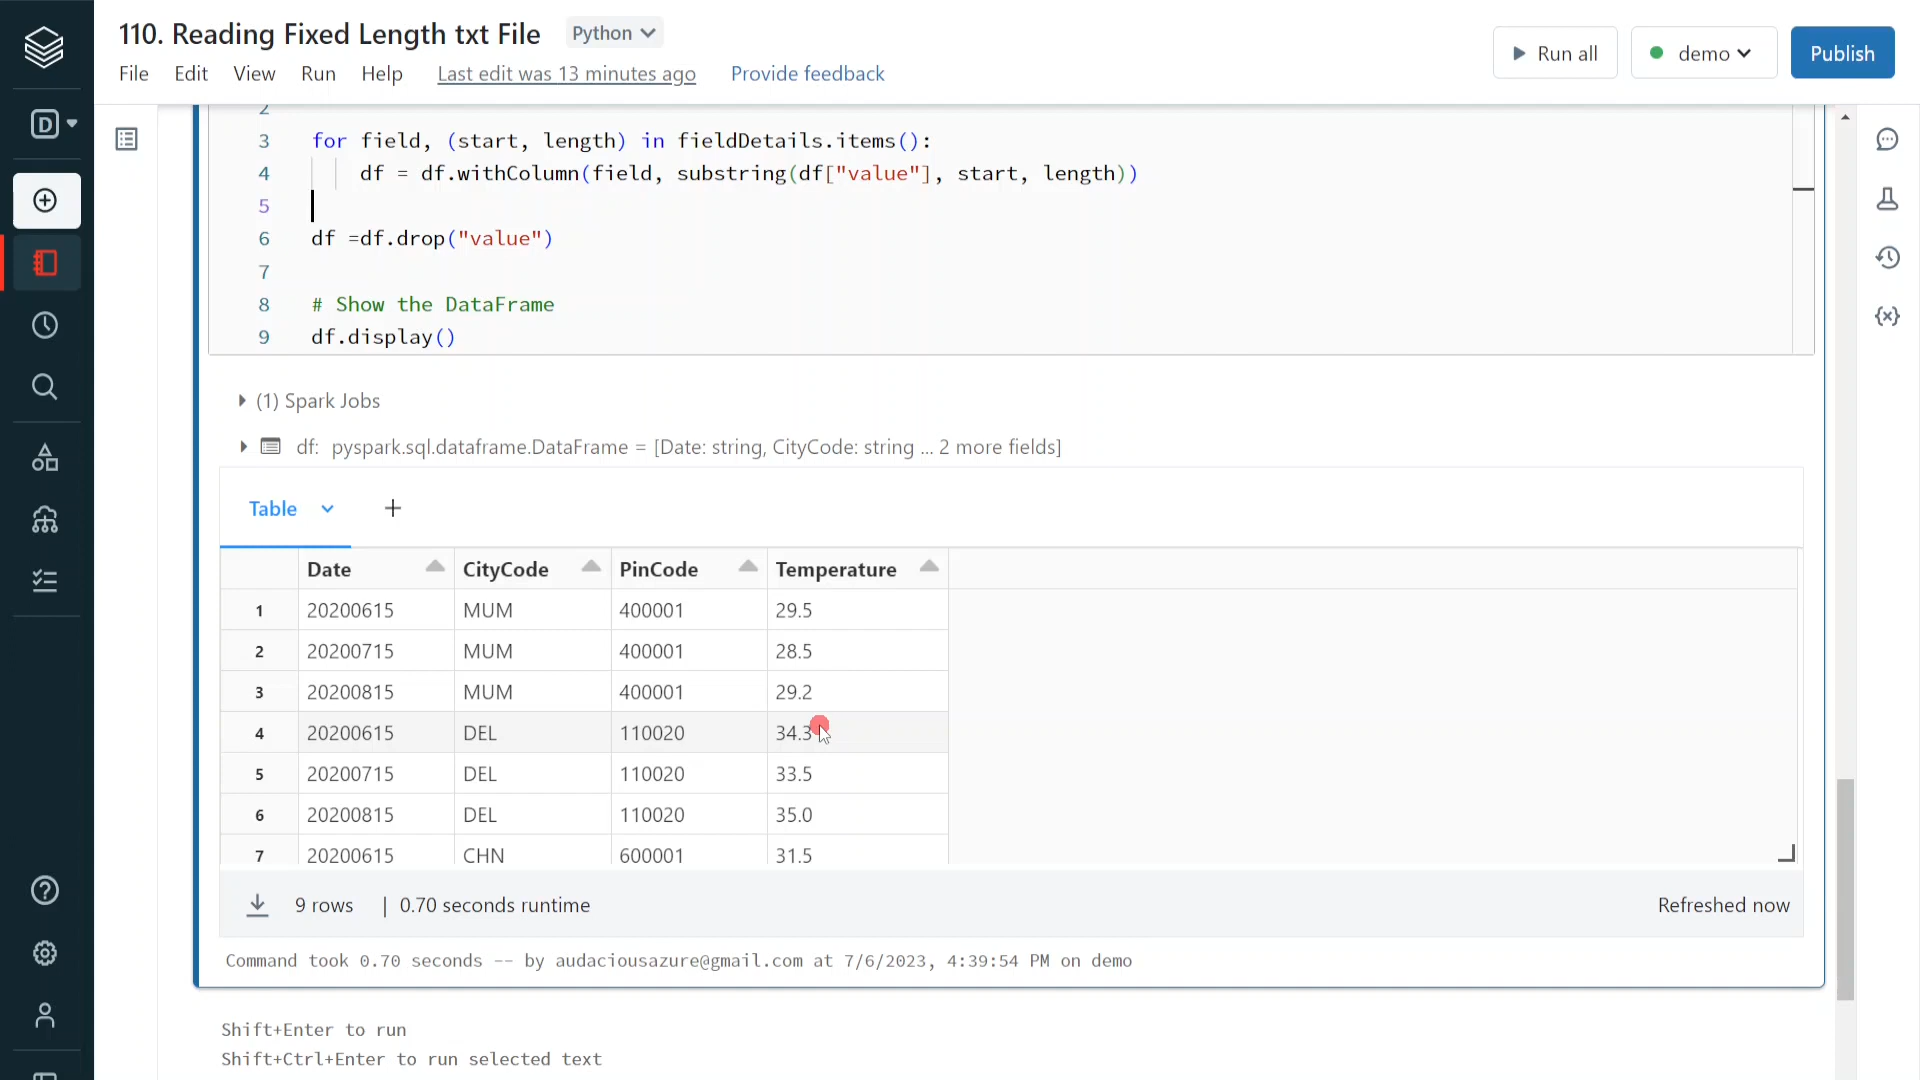 110. Reading Fixed Length txt File
Python
File Edit View Run Help Last edit was 13 minutes ago Provide feedback
Run all
demo
Publish
D
2
3 for field, (start, length) in fieldDetails.items():
4 df = df.withColumn(field, substring(df["value"], start, length))
5
6 df =df.drop("value")
7
8 # Show the DataFrame
9 df.display()
(1) Spark Jobs
df: pyspark.sql.dataframe.DataFrame = [Date: string, CityCode: string ... 2 more fields]
Table +
Date CityCode PinCode Temperature
1 20200615 MUM 400001 29.5
2 20200715 MUM 400001 28.5
3 20200815 MUM 400001 29.2
4 20200615 DEL 110020 34.3
5 20200715 DEL 110020 33.5
6 20200815 DEL 110020 35.0
7 20200615 CHN 600001 31.5
9 rows | 0.70 seconds runtime
Refreshed now
Command took 0.70 seconds -- by audaciousazure@gmail.com at 7/6/2023, 4:39:54 PM on demo
Shift+Enter to run
Shift+Ctrl+Enter to run selected text